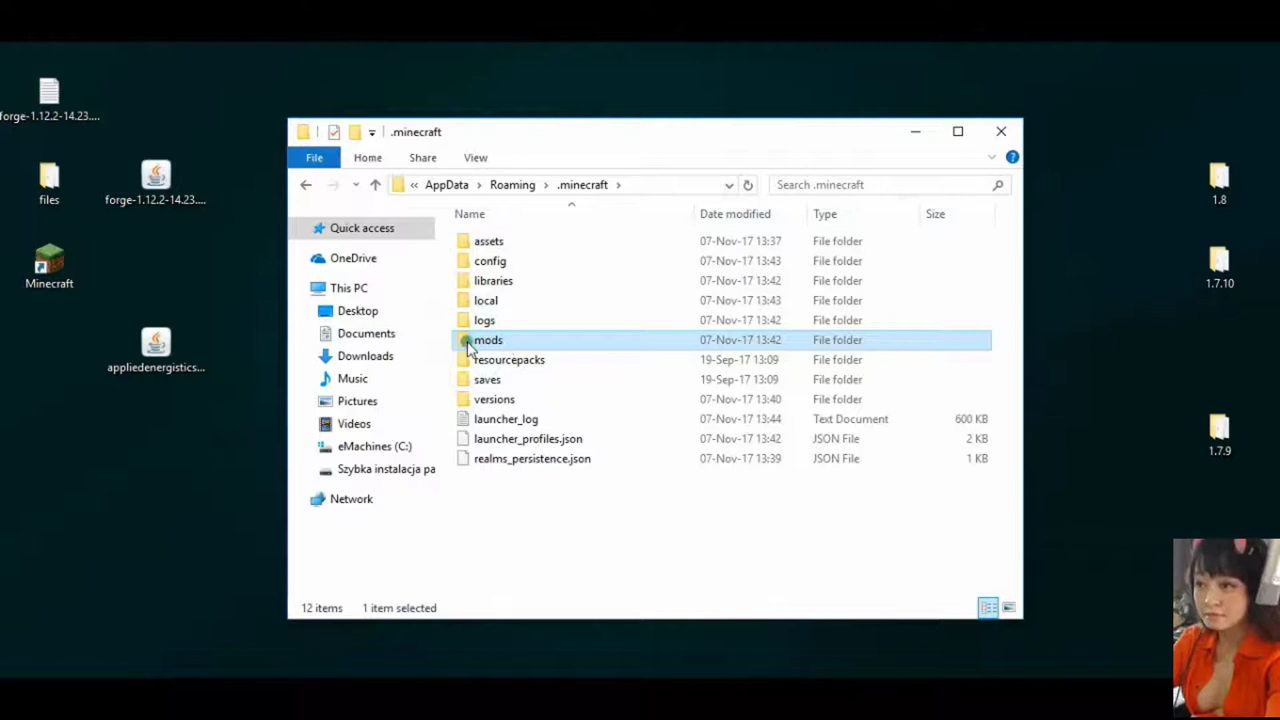 forge-1.12.2-14.23....
files
forge-1.12.2-14.23....
Minecraft
appliedenergistics...
.minecraft
File Home Share View
« AppData > Roaming > .minecraft >
Search .minecraft
Quick access
OneDrive
This PC
Desktop
Documents
Downloads
Music
Pictures
Videos
eMachines (C:)
Szybka instalacja pa
Network
Name Date modified Type Size
assets 07-Nov-17 13:37 File folder
config 07-Nov-17 13:43 File folder
libraries 07-Nov-17 13:42 File folder
local 07-Nov-17 13:43 File folder
logs 07-Nov-17 13:42 File folder
mods 07-Nov-17 13:42 File folder
resourcepacks 19-Sep-17 13:09 File folder
saves 19-Sep-17 13:09 File folder
versions 07-Nov-17 13:40 File folder
launcher_log 07-Nov-17 13:44 Text Document 600 KB
launcher_profiles.json 07-Nov-17 13:42 JSON File 2 KB
realms_persistence.json 07-Nov-17 13:39 JSON File 1 KB
12 items 1 item selected
1.8
1.7.10
1.7.9